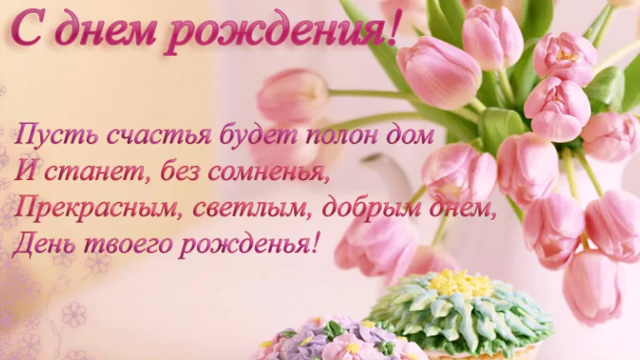 С днем рождения!
Пусть счастья будет полон дом
И станет, без сомненья,
Прекрасным, светлым, добрым днем,
День твоего рожденья!